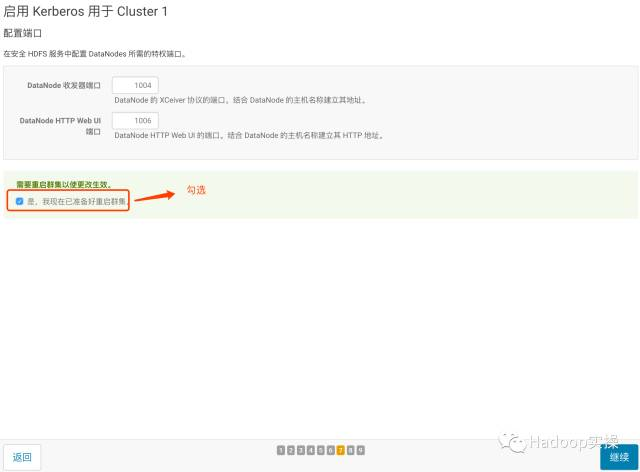 启用 Kerberos 用于 Cluster 1
配置端口
在安全 HDFS 服务中配置 DataNodes 所需的特权端口。
DataNode 收发器端口
1004
DataNode 的 XCeiver 协议的端口。结合 DataNode 的主机名称建立其地址。
DataNode HTTP Web UI
端口
1006
DataNode HTTP Web UI 的端口。结合 DataNode 的主机名称建立其 HTTP 地址。
需要重启群集以使更改生效。
是，我现在已准备好重启群集。
勾选
返回
1 2 3 4 5 6 7 8 9
Hadoop实操
继续